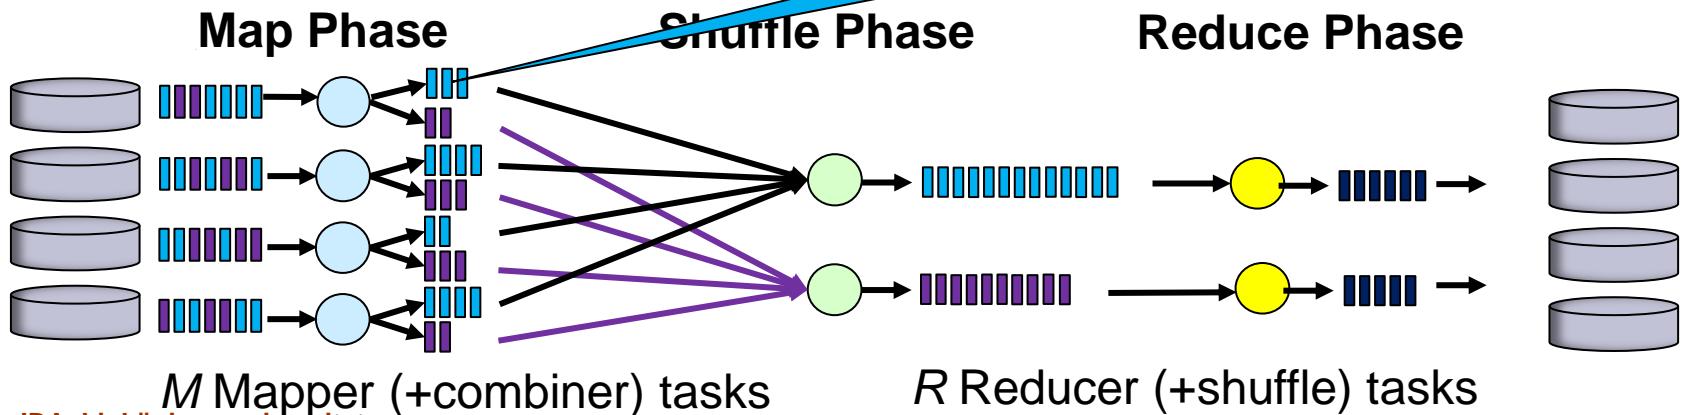 Map Phase
Shuffle Phase
Reduce Phase
M Mapper (+combiner) tasks
R Reducer (+shuffle) tasks